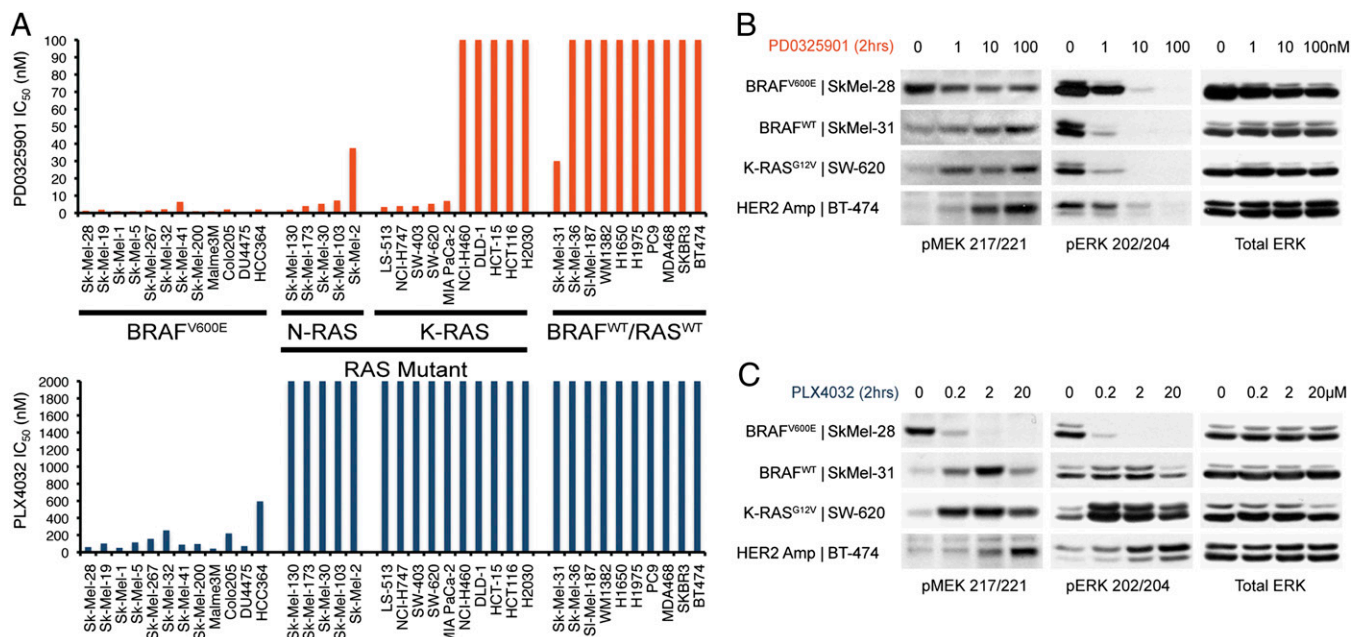 A
PD0325901 IC50 (nM)
100
90
80
70
60
50
40
30
20
10
0
Sk-Mel-28
Sk-Mel-19
Sk-Mel-1
Sk-Mel-5
Sk-Mel-267
Sk-Mel-32
Sk-Mel-41
Sk-Mel-200
Malme3M
Colo205
DU4475
HCC364
Sk-Mel-130
Sk-Mel-173
Sk-Mel-30
Sk-Mel-103
Sk-Mel-2
LS-513
NCI-H747
SW-403
SW-620
MIA PaCa-2
NCI-H460
DLD-1
HCT-15
HCT116
H2030
Sk-Mel-31
Sk-Mel-36
SI-Mel-187
WM1382
H1650
H1975
PC9
MDA468
SKBR3
BT474
BRAFV600E
N-RAS
K-RAS
BRAFWT/RASWT
RAS Mutant
PLX4032 IC50 (nM)
2000
1800
1600
1400
1200
1000
800
600
400
200
0
Sk-Mel-28
Sk-Mel-19
Sk-Mel-1
Sk-Mel-5
Sk-Mel-267
Sk-Mel-32
Sk-Mel-41
Sk-Mel-200
Malme3M
Colo205
DU4475
HCC364
Sk-Mel-130
Sk-Mel-173
Sk-Mel-30
Sk-Mel-103
Sk-Mel-2
LS-513
NCI-H747
SW-403
SW-620
MIA PaCa-2
NCI-H460
DLD-1
HCT-15
HCT116
H2030
Sk-Mel-31
Sk-Mel-36
SI-Mel-187
WM1382
H1650
H1975
PC9
MDA468
SKBR3
BT474
B
PD0325901 (2hrs) 0 1 10 100 0 1 10 100 0 1 10 100nM
BRAFV600E | SkMel-28
BRAFWT | SkMel-31
K-RASG12V | SW-620
HER2 Amp | BT-474
pMEK 217/221 pERK 202/204 Total ERK
C
PLX4032 (2hrs) 0 0.2 2 20 0 0.2 2 20 0 0.2 2 20μM
BRAFV600E | SkMel-28
BRAFWT | SkMel-31
K-RASG12V | SW-620
HER2 Amp | BT-474
pMEK 217/221 pERK 202/204 Total ERK